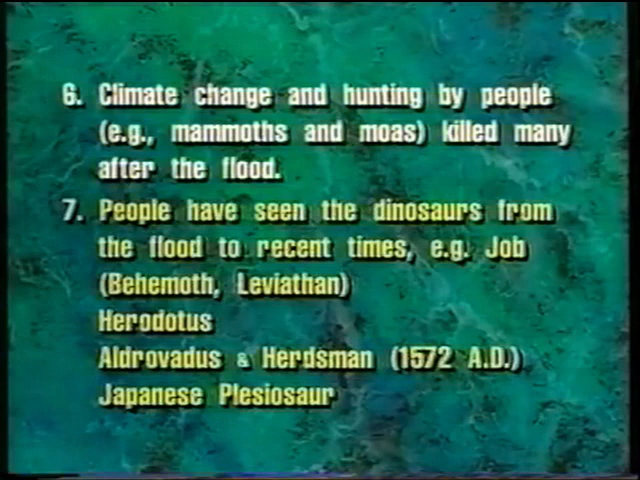 6. Climate change and hunting by people
(e.g., mammoths and moas) killed many
after the flood.
7. People have seen the dinosaurs from
the flood to recent times, e.g. Job
(Behemoth, Leviathan)
Herodotus
Aldrovadus & Herdsman (1572 A.D.)
Japanese Plesiosaur